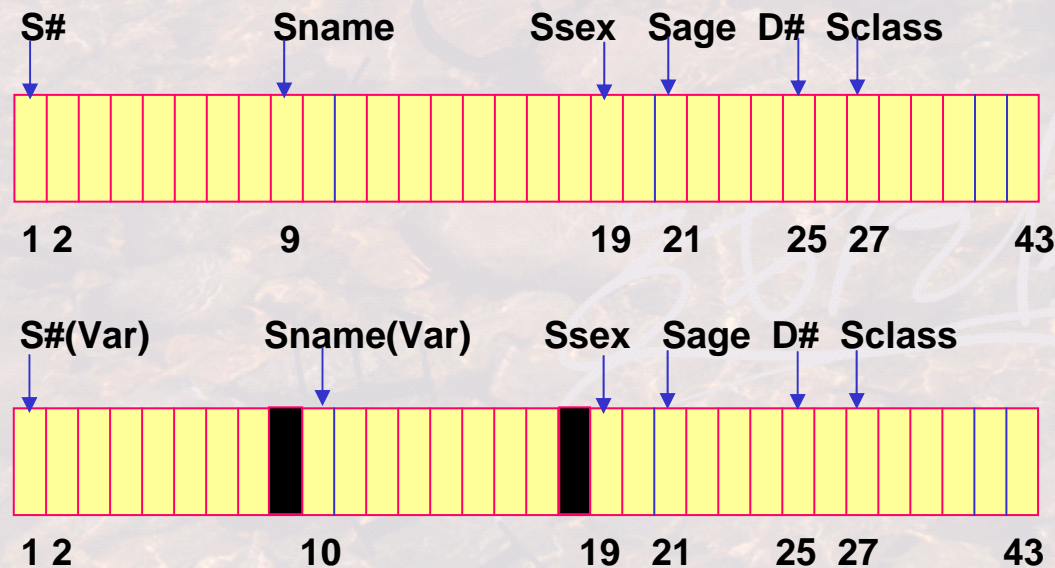 S# Sname Ssex Sage D# Sclass
1 2 9 19 21 25 27 43
S#(Var) Sname(Var) Ssex Sage D# Sclass
1 2 10 19 21 25 27 43